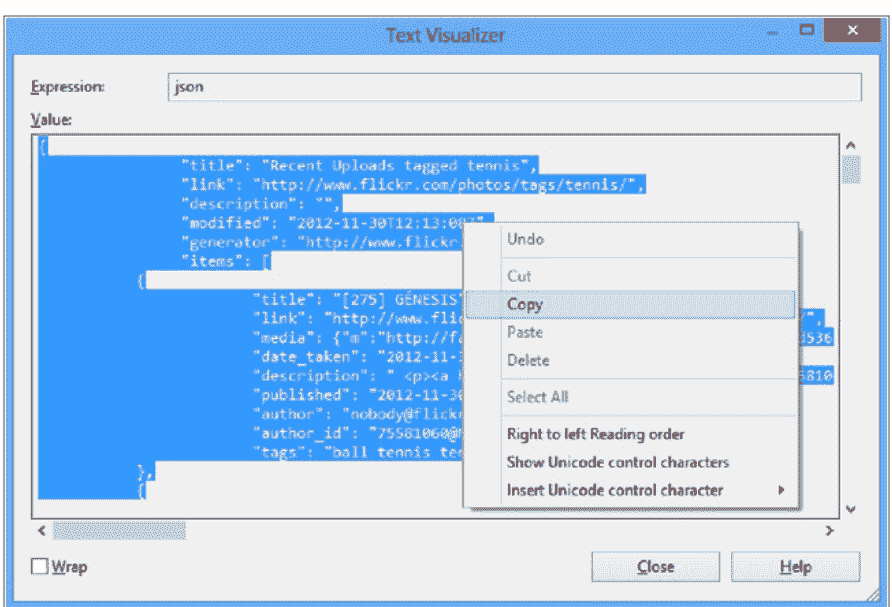 Text Visualizer
Expression:
json
Value:
{
"title": "Recent Uploads tagged tennis",
"link": "http://www.flickr.com/photos/tags/tennis/",
"description": "",
"modified": "2012-11-30T12:13:00Z",
"generator": "http://www.flickr.
"items": [
{
"title": "[275] GÉNESIS"
"link": "http://www.flic /",
"media": {"m":"http://fa 3536
"date_taken": "2012-11-
"description": " <p><a 5810
"published": "2012-11-30
"author": "nobody@flickr
"author_id": "75581060@
"tags": "ball tennis ten
},
{
Undo
Cut
Copy
Paste
Delete
Select All
Right to left Reading order
Show Unicode control characters
Insert Unicode control character
Wrap
Close
Help